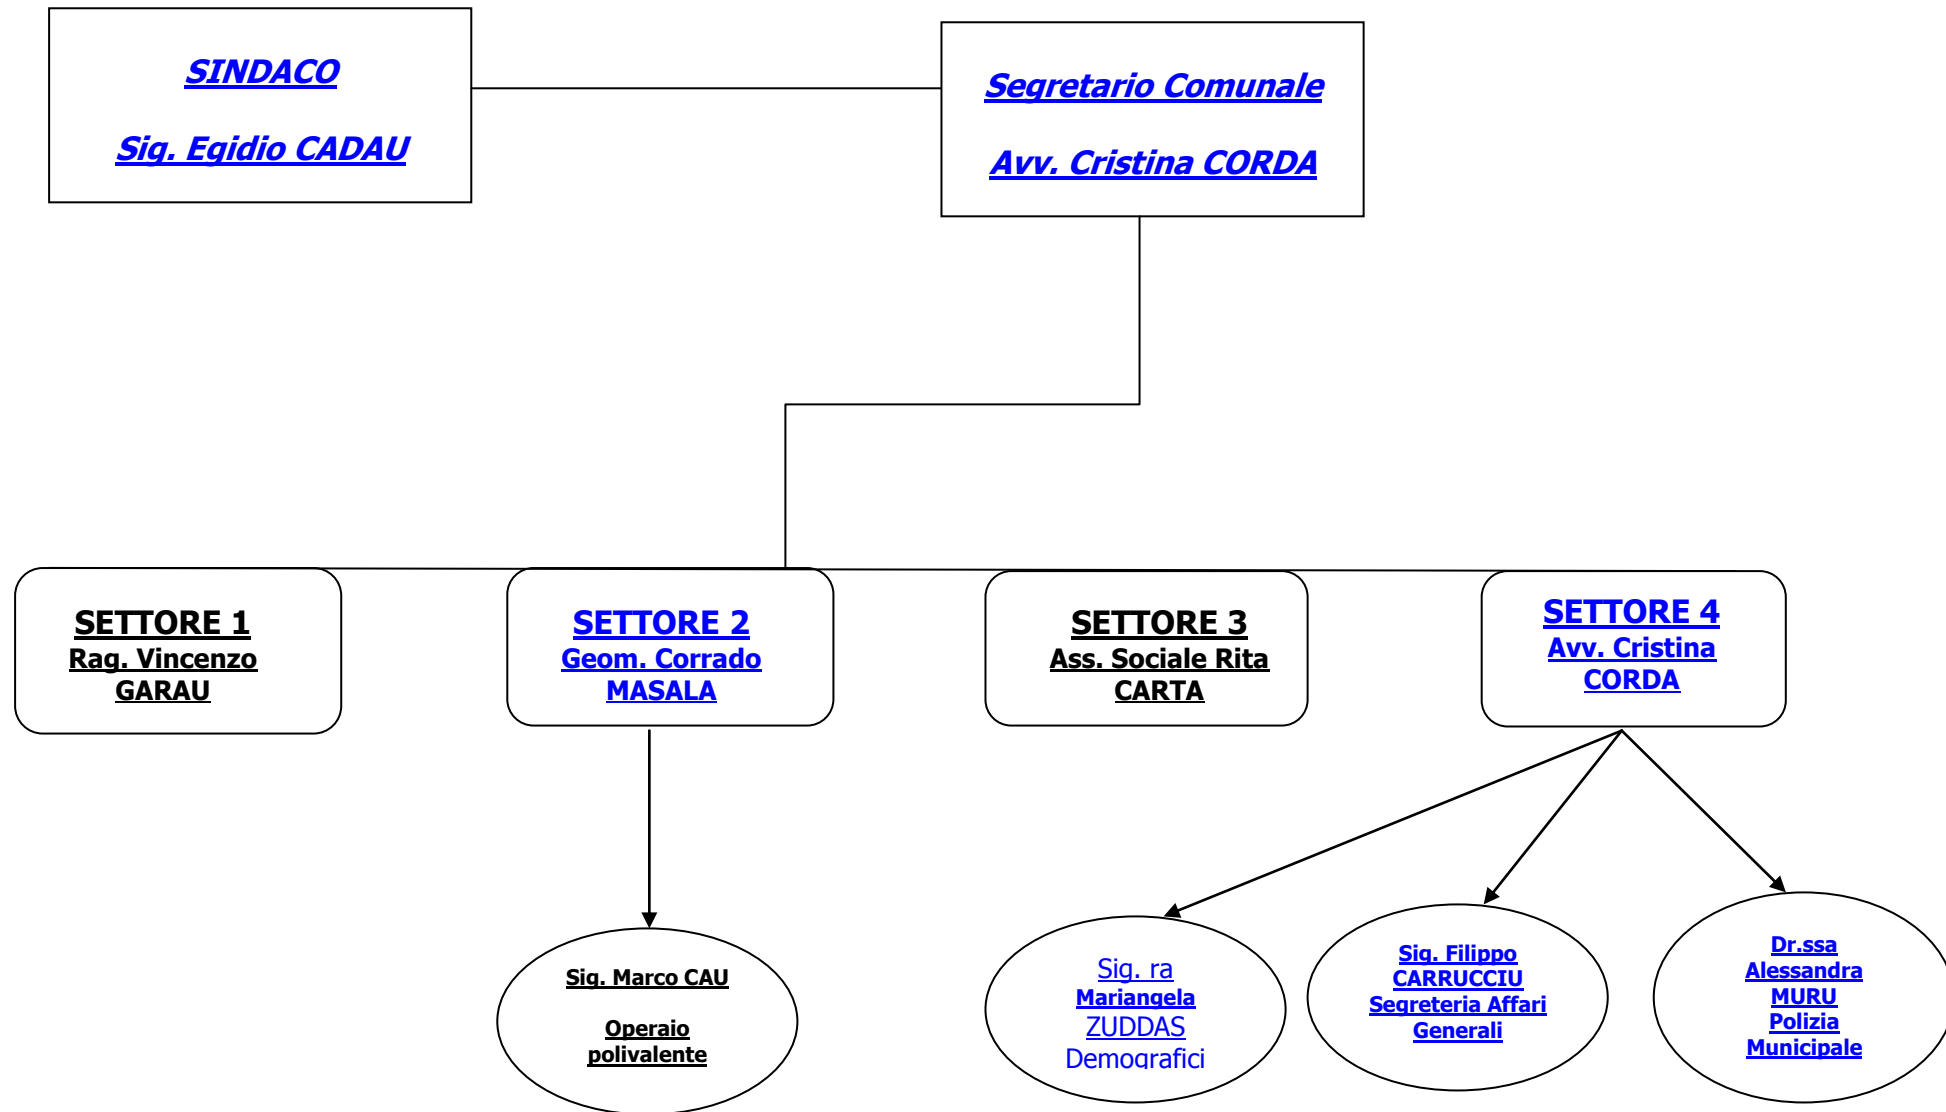 SINDACO
Sig. Egidio CADAU
Segretario Comunale
Avv. Cristina CORDA
SETTORE 1
Rag. Vincenzo
GARAU
SETTORE 2
Geom. Corrado
MASALA
SETTORE 3
Ass. Sociale Rita
CARTA
SETTORE 4
Avv. Cristina
CORDA
Sig. Marco CAU
Operaio
polivalente
Sig. ra
Mariangela
ZUDDAS
Demografici
Sig. Filippo
CARRUCCIU
Segreteria Affari
Generali
Dr.ssa
Alessandra
MURU
Polizia
Municipale